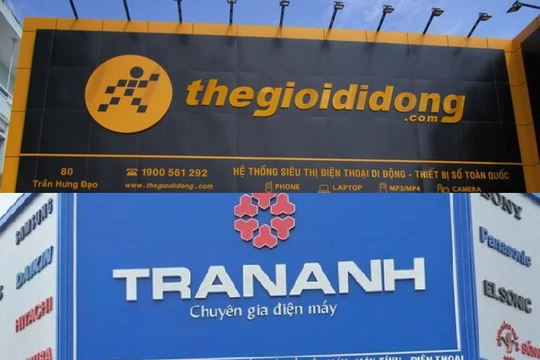 thegioididong
.com
80
Trần Hưng Đạo
☎ 1900 561 292
www.thegioididong.com
HỆ THỐNG SIÊU THỊ ĐIỆN THOẠI DI ĐỘNG - THIẾT BỊ SỐ TOÀN QUỐC
PHONE LAPTOP MP3/MP4 CAMERA
TRANANH
Chuyên gia điện máy
SAMSUNG
DAIKIN
HITACHI
SONY
Panasonic
ELSONIC
ĐIỆN THOẠI